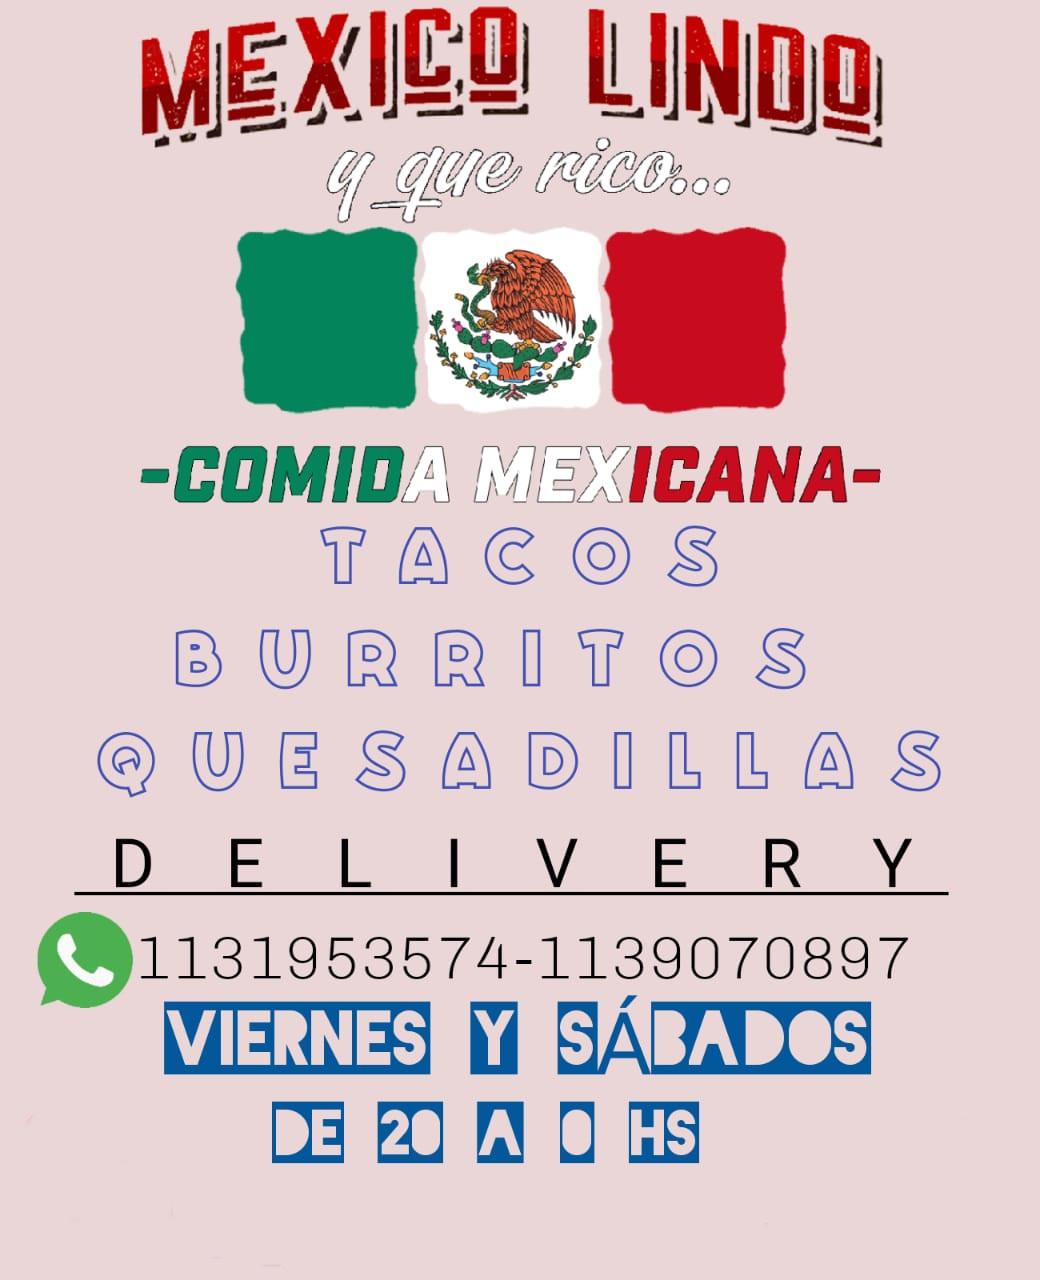 MEXICO LINDO
y que rico...
-COMIDA MEXICANA-
TACOS
BURRITOS
QUESADILLAS
DELIVERY
1131953574-1139070897
VIERNES Y SÁBADOS
DE 20 A 0 HS